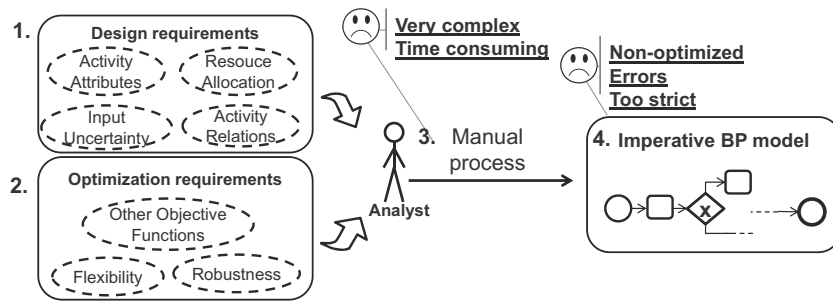 1.
Design requirements
Activity
Attributes
Resouce
Allocation
Input
Uncertainty
Activity
Relations
2.
Optimization requirements
Other Objective
Functions
Flexibility
Robustness
Very complex
Time consuming
3. Manual
process
Analyst
Non-optimized
Errors
Too strict
4. Imperative BP model
X